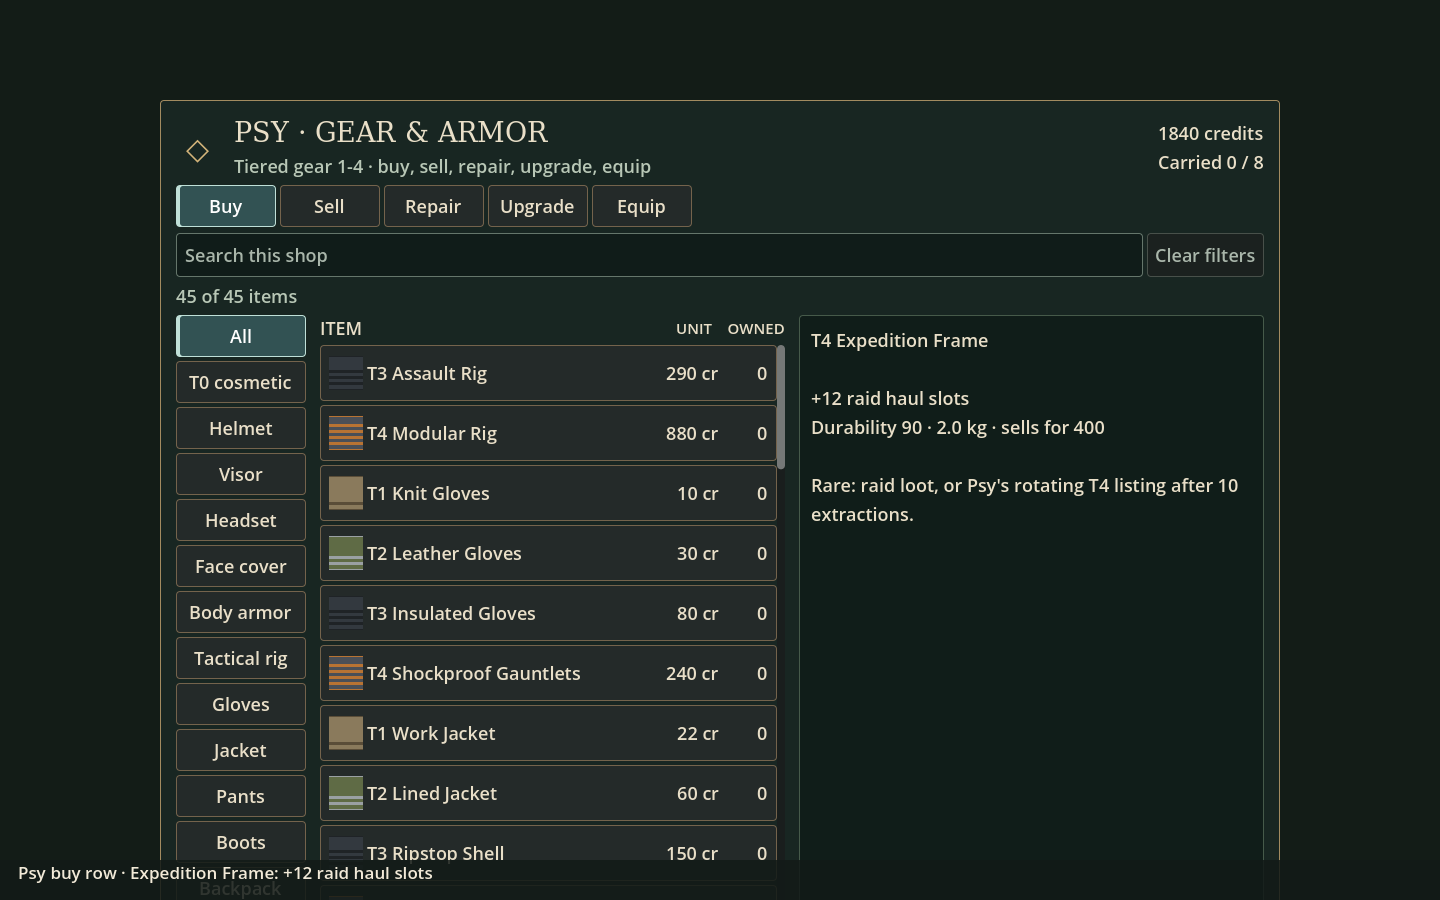 PSY · GEAR & ARMOR
Tiered gear 1-4 · buy, sell, repair, upgrade, equip
1840 credits
Carried 0 / 8
Buy
Sell
Repair
Upgrade
Equip
Search this shop
Clear filters
45 of 45 items
All
T0 cosmetic
Helmet
Visor
Headset
Face cover
Body armor
Tactical rig
Gloves
Jacket
Pants
Boots
Backpack
ITEM UNIT OWNED
T3 Assault Rig 290 cr 0
T4 Modular Rig 880 cr 0
T1 Knit Gloves 10 cr 0
T2 Leather Gloves 30 cr 0
T3 Insulated Gloves 80 cr 0
T4 Shockproof Gauntlets 240 cr 0
T1 Work Jacket 22 cr 0
T2 Lined Jacket 60 cr 0
T3 Ripstop Shell 150 cr 0
T4 Expedition Frame
+12 raid haul slots
Durability 90 · 2.0 kg · sells for 400
Rare: raid loot, or Psy's rotating T4 listing after 10
extractions.
Psy buy row · Expedition Frame: +12 raid haul slots